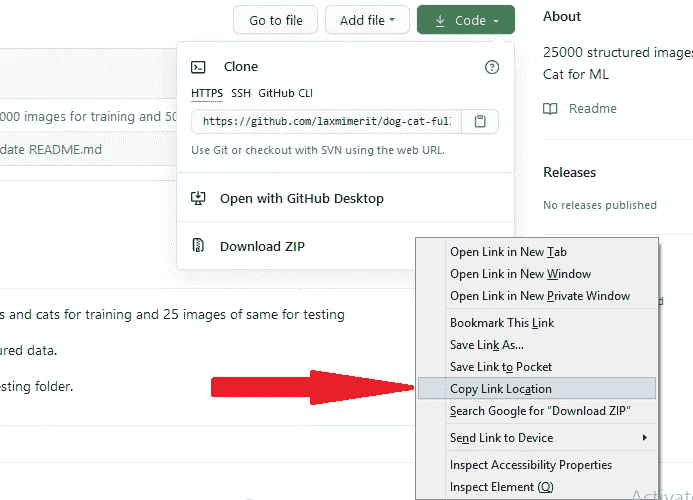 Go to file
Add file
Code
About
25000 structured images
Cat for ML
Readme
Releases
No releases published
Clone
HTTPS SSH GitHub CLI
https://github.com/laxmimerit/dog-cat-full
Use Git or checkout with SVN using the web URL.
Open with GitHub Desktop
Download ZIP
000 images for training and 50
date README.md
s and cats for training and 25 images of same for testing
ured data.
esting folder.
Open Link in New Tab
Open Link in New Window
Open Link in New Private Window
Bookmark This Link
Save Link As...
Save Link to Pocket
Copy Link Location
Search Google for “Download ZIP”
Send Link to Device
Inspect Accessibility Properties
Inspect Element (Q)